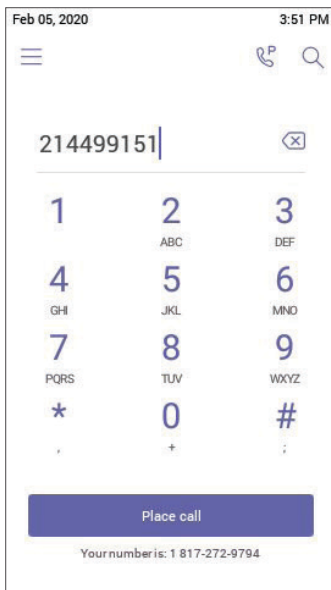 Feb 05, 2020 3:51 PM
P
214499151
1 2 3
ABC DEF
4 5 6
GHI JKL MNO
7 8 9
PQRS TUV WXYZ
* 0 #
, + ;
Place call
Your number is: 1 817-272-9794